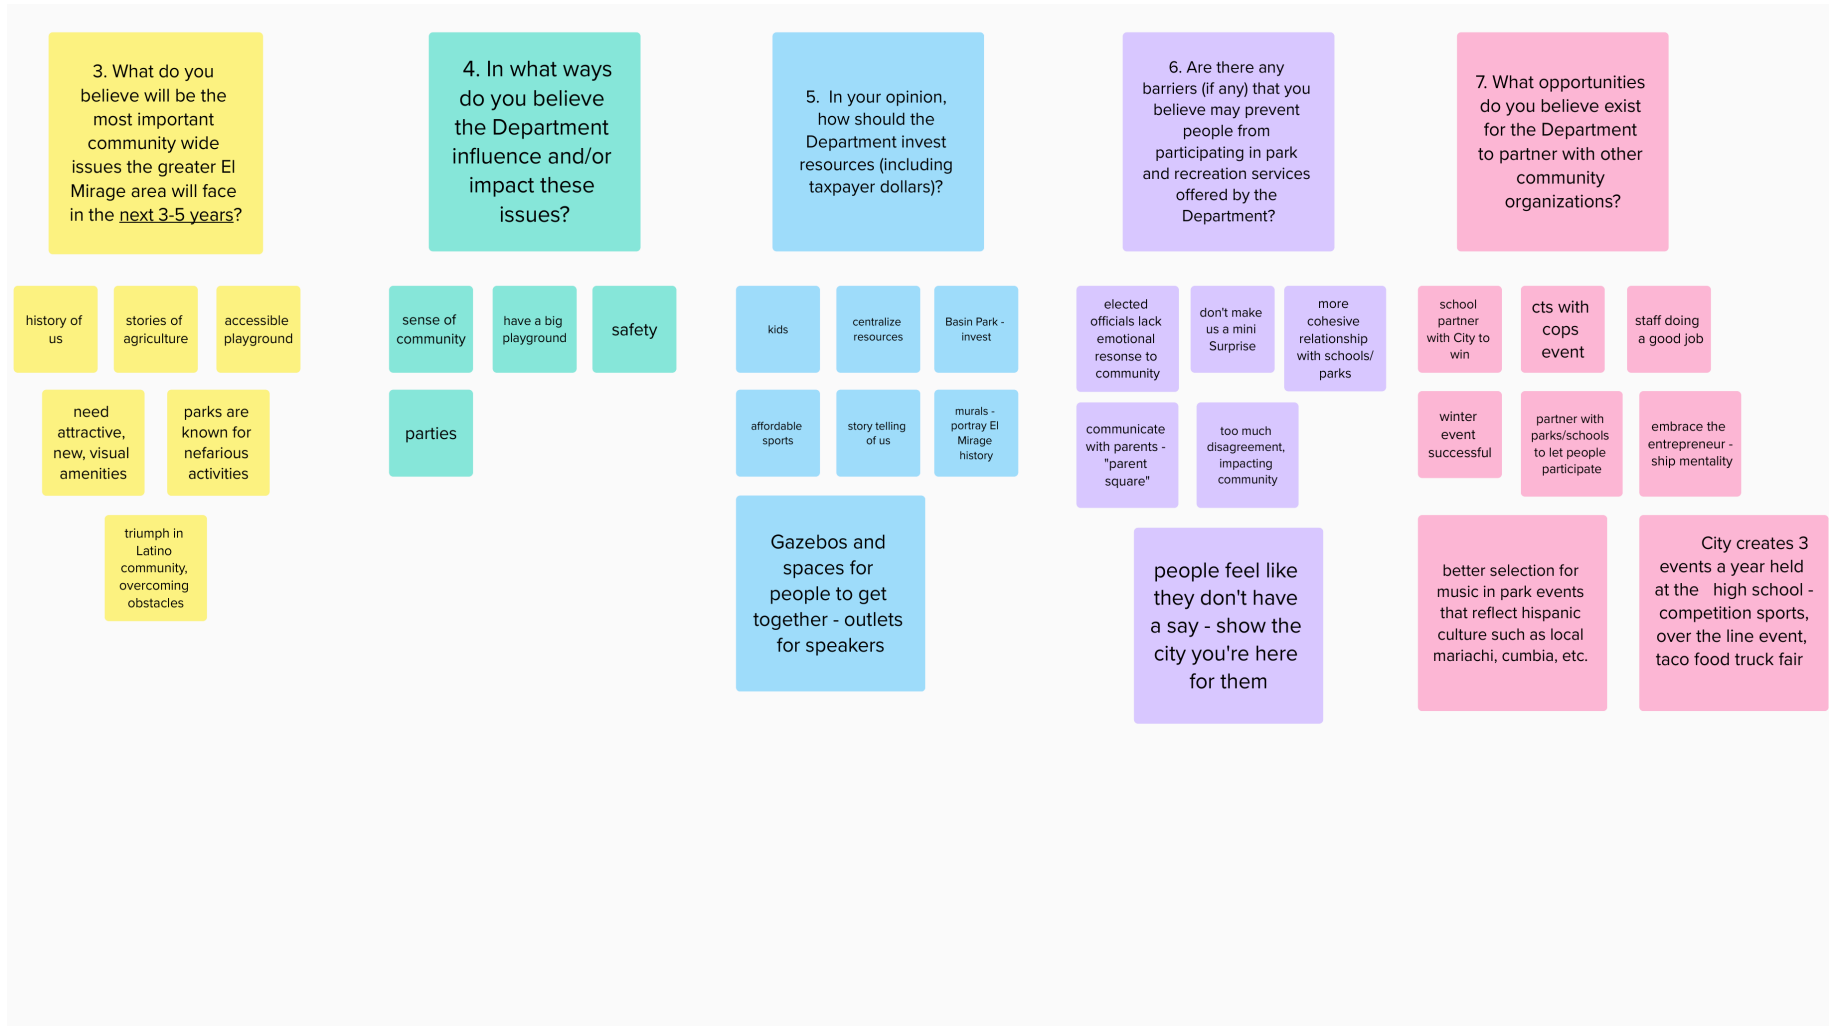 3. What do you
believe will be the
most important
community wide
issues the greater El
Mirage area will face
in the next 3-5 years?
history of
us
stories of
agriculture
accessible
playground
need
attractive,
new, visual
amenities
parks are
known for
nefarious
activities
triumph in
Latino
community,
overcoming
obstacles
4. In what ways
do you believe
the Department
influence and/or
impact these
issues?
sense of
community
have a big
playground
safety
parties
5. In your opinion,
how should the
Department invest
resources (including
taxpayer dollars)?
kids
centralize
resources
Basin Park -
invest
affordable
sports
story telling
of us
murals -
portray El
Mirage
history
Gazebos and
spaces for
people to get
together - outlets
for speakers
6. Are there any
barriers (if any) that you
believe may prevent
people from
participating in park
and recreation services
offered by the
Department?
elected
officials lack
emotional
resonse to
community
don't make
us a mini
Surprise
more
cohesive
relationship
with schools/
parks
communicate
with parents -
"parent
square"
too much
disagreement,
impacting
community
people feel like
they don't have
a say - show the
city you're here
for them
7. What opportunities
do you believe exist
for the Department
to partner with other
community
organizations?
school
partner
with City to
win
cts with
cops
event
staff doing
a good job
winter
event
successful
partner with
parks/schools
to let people
participate
embrace the
entrepreneur -
ship mentality
better selection for
music in park events
that reflect hispanic
culture such as local
mariachi, cumbia, etc.
City creates 3
events a year held
at the high school -
competition sports,
over the line event,
taco food truck fair